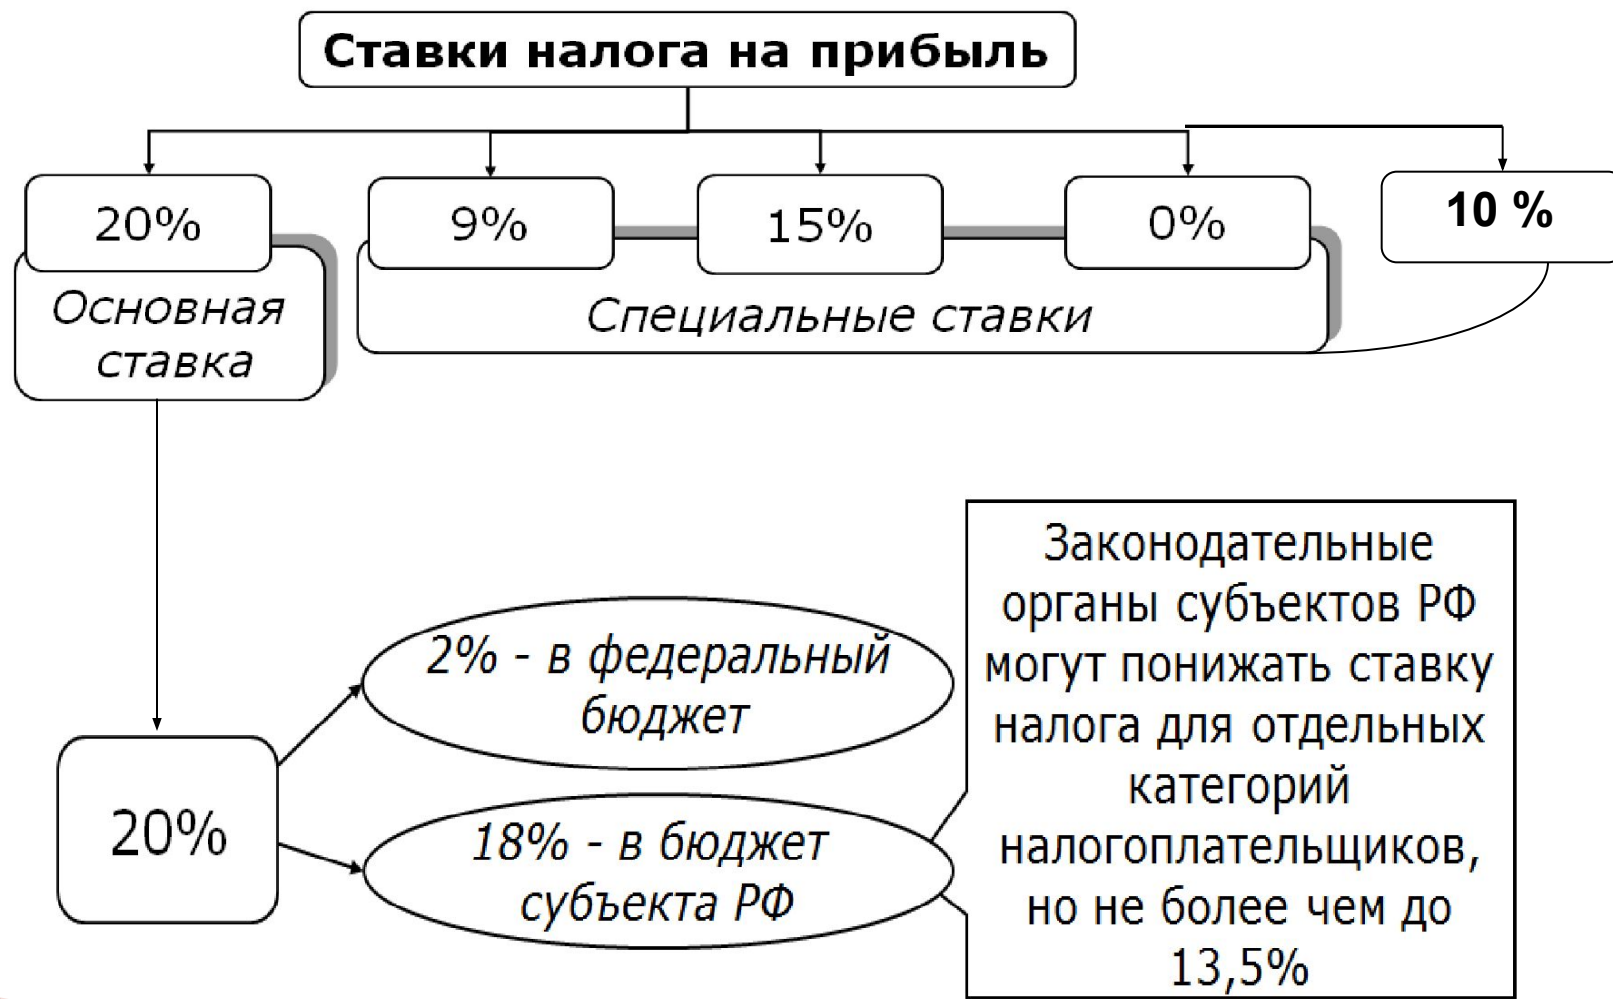 Ставки налога на прибыль
20%
9%
15%
0%
10 %
Основная
ставка
Специальные ставки
20%
2% - в федеральный
бюджет
18% - в бюджет
субъекта РФ
Законодательные
органы субъектов РФ
могут понижать ставку
налога для отдельных
категорий
налогоплательщиков,
но не более чем до
13,5%